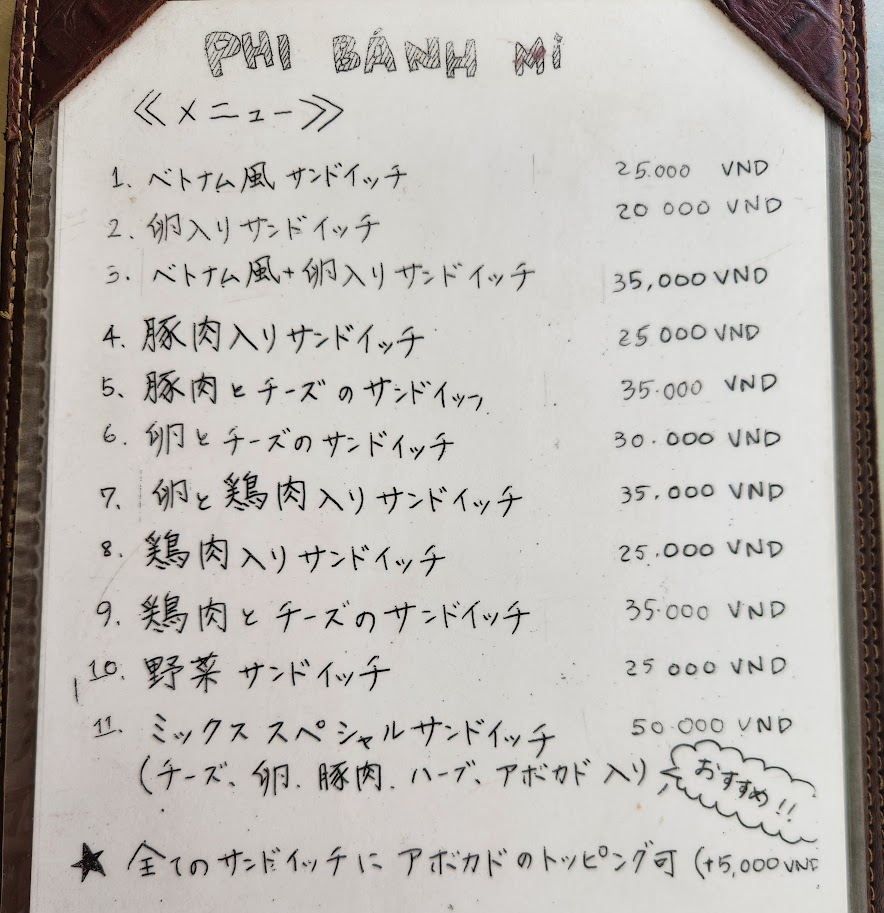 PHI BÁNH MÌ
≪メニュー≫
1. ベトナム風 サンドイッチ 25.000 VND
2. 卵入りサンドイッチ 20 000 VND
3. ベトナム風+卵入りサンドイッチ 35,000 VND
4. 豚肉入りサンドイッチ 25 000 VND
5. 豚肉とチーズのサンドイッフ 35.000 VND
6. 卵とチーズのサンドイッチ 30.000 VND
7. 卵と鶏肉入りサンドイッチ 35.000 VND
8. 鶏肉入りサンドイッチ 25.000 VND
9. 鶏肉とチーズのサンドイッチ 35.000 VND
10. 野菜サンドイッチ 25 000 VND
11. ミックス スペシャルサンドイッチ 50.000 VND
(チーズ、卵、豚肉、ハーブ、アボカド入り
おすすめ!!
★ 全てのサンドイッチにアボカドのトッピング可 (+5,000 VND